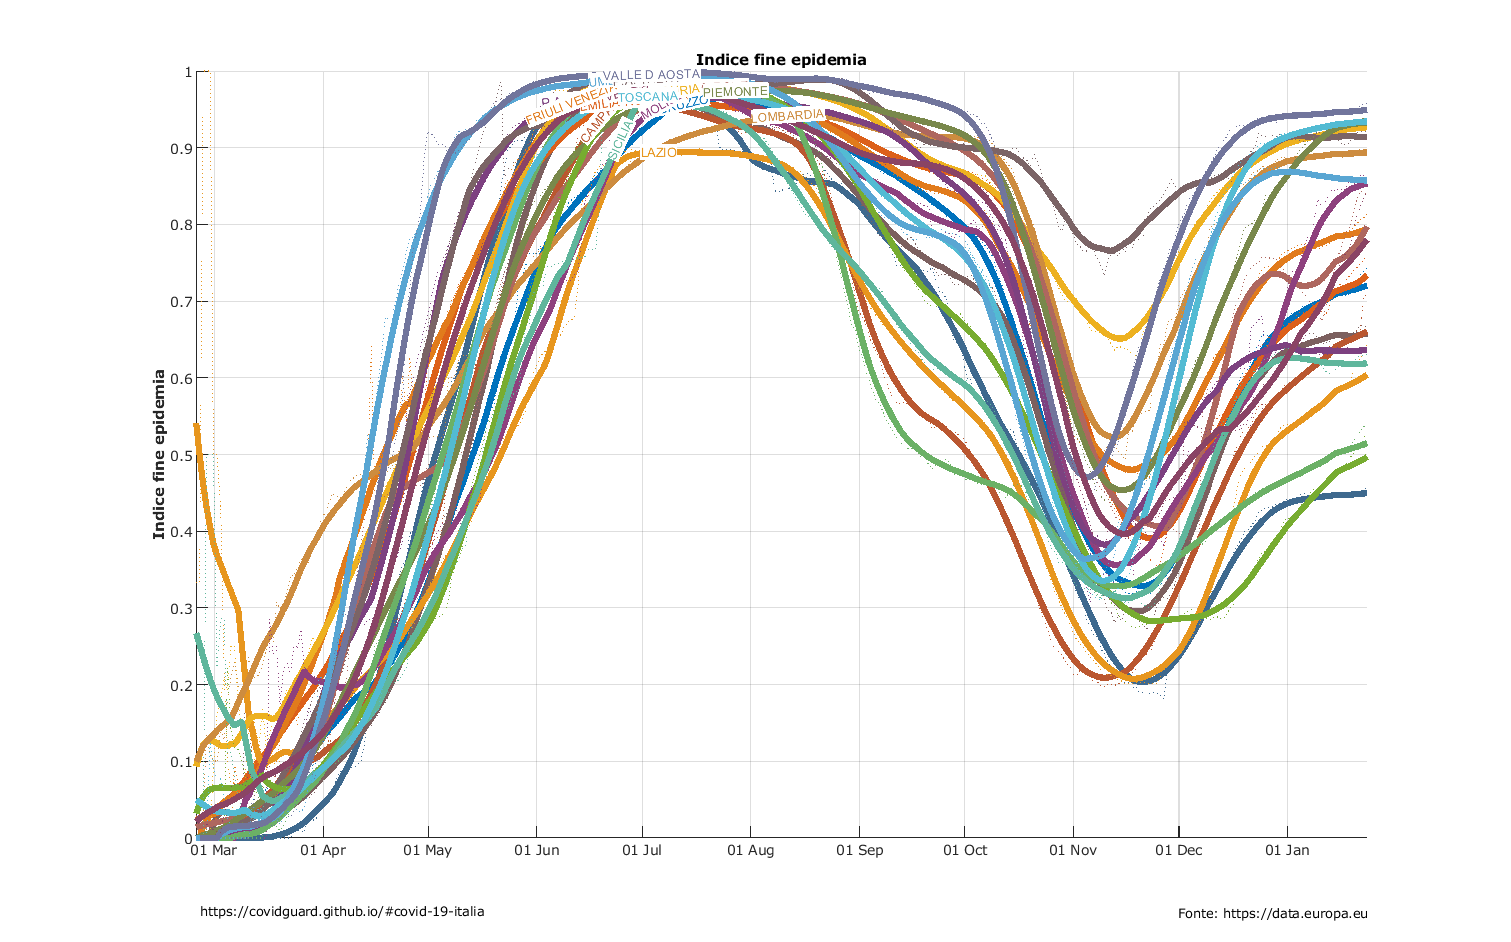 Indice fine epidemia
Indice fine epidemia
1
0.9
0.8
0.7
0.6
0.5
0.4
0.3
0.2
0.1
0
VALLE D AOSTA
PIEMONTE
TOSCANA
FRIULI VENEZIA
LOMBARDIA
SICILIA
LAZIO
01 Mar
01 Apr
01 May
01 Jun
01 Jul
01 Aug
01 Sep
01 Oct
01 Nov
01 Dec
01 Jan
https://covidguard.github.io/#covid-19-italia
Fonte: https://data.europa.eu